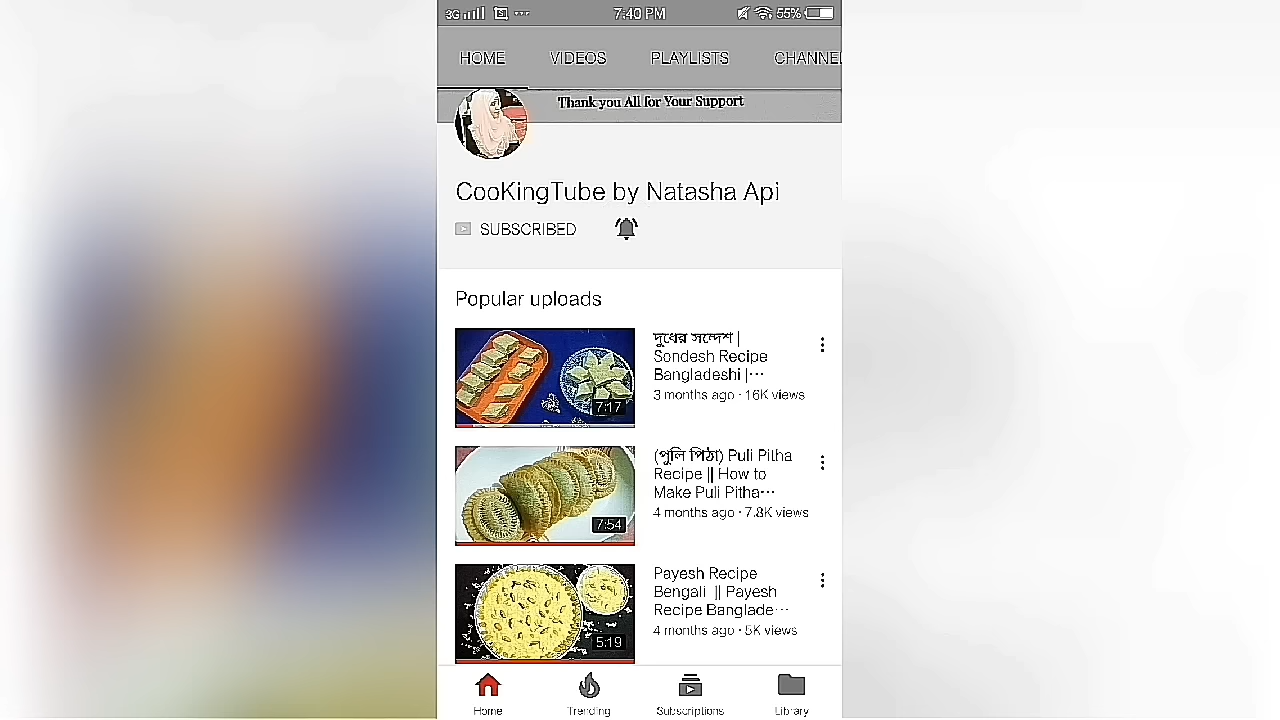 3G 7:40 PM 55%
HOME VIDEOS PLAYLISTS CHANNEL
Thank you All for Your Support
CooKingTube by Natasha Api
SUBSCRIBED
Popular uploads
দুধের সন্দেশ |
Sondesh Recipe
Bangladeshi |...
3 months ago · 16K views
7:17
(পুলি পিঠা) Puli Pitha
Recipe || How to
Make Puli Pitha...
4 months ago · 7.8K views
7:54
Payesh Recipe
Bengali || Payesh
Recipe Banglade...
4 months ago · 5K views
5:19
Home Trending Subscriptions Library